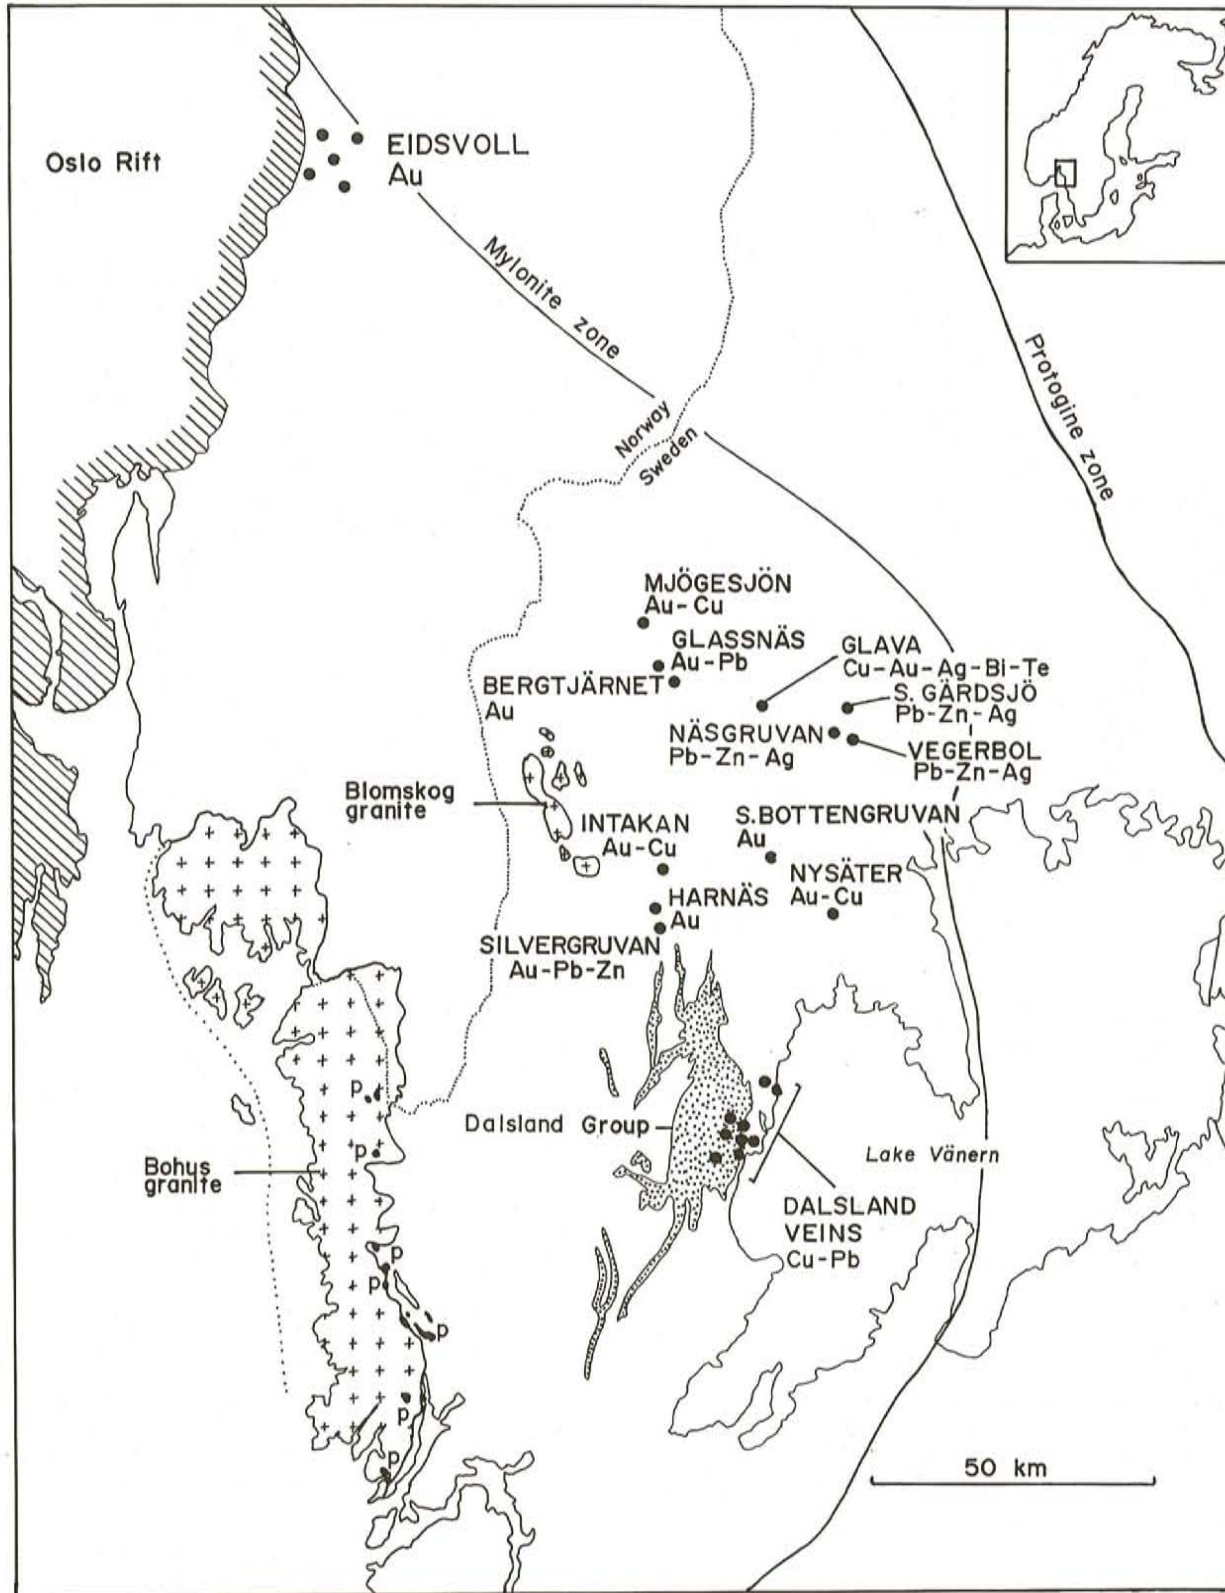 EIDSVOLL
Au
Oslo Rift
Mylonite zone
Protogine zone
Norway
Sweden
MJÖGESJÖN
Au-Cu
GLASSNÄS
Au-Pb
GLAVA
Cu-Au-Ag-Bi-Te
BERGTJÄRNET
Au
S. GÄRDSJÖ
Pb-Zn-Ag
NÄSGRUVAN
Pb-Zn-Ag
VEGERBOL
Pb-Zn-Ag
Blomskog
granite
INTAKAN
Au-Cu
S.BOTTENGRUVAN
Au
NYSÄTER
Au-Cu
HARNÄS
Au
SILVERGRUVAN
Au-Pb-Zn
P
Dalsland Group
P
Lake Vänern
Bohus
granite
DALSLAND
VEINS
Cu-Pb
P
P
P
P
P
50 km